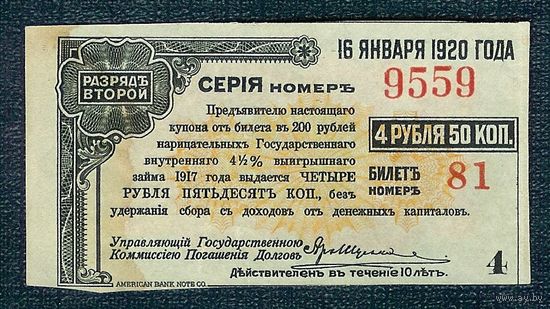 16 ЯНВАРЯ 1920 ГОДА
РАЗРЯДЪ
ВТОРОЙ
СЕРІЯ НОМЕРЪ 9559
Предъявителю настоящаго
купона отъ билета въ 200 рублей
нарицательныхъ Государственнаго
внутренняго 4½% выигрышнаго
займа 1917 года выдается ЧЕТЫРЕ
РУБЛЯ ПЯТЬДЕСЯТЪ КОП., безъ
удержанія сбора съ доходовъ отъ денежныхъ капиталовъ.
4 РУБЛЯ 50 КОП.
БИЛЕТЪ
НОМЕРЪ 81
Управляющій Государственною
Коммиссіею Погашенія Долговъ
Дѣйствителенъ въ теченіе 10 лѣтъ.
4
AMERICAN BANK NOTE CO.
www.ay.by